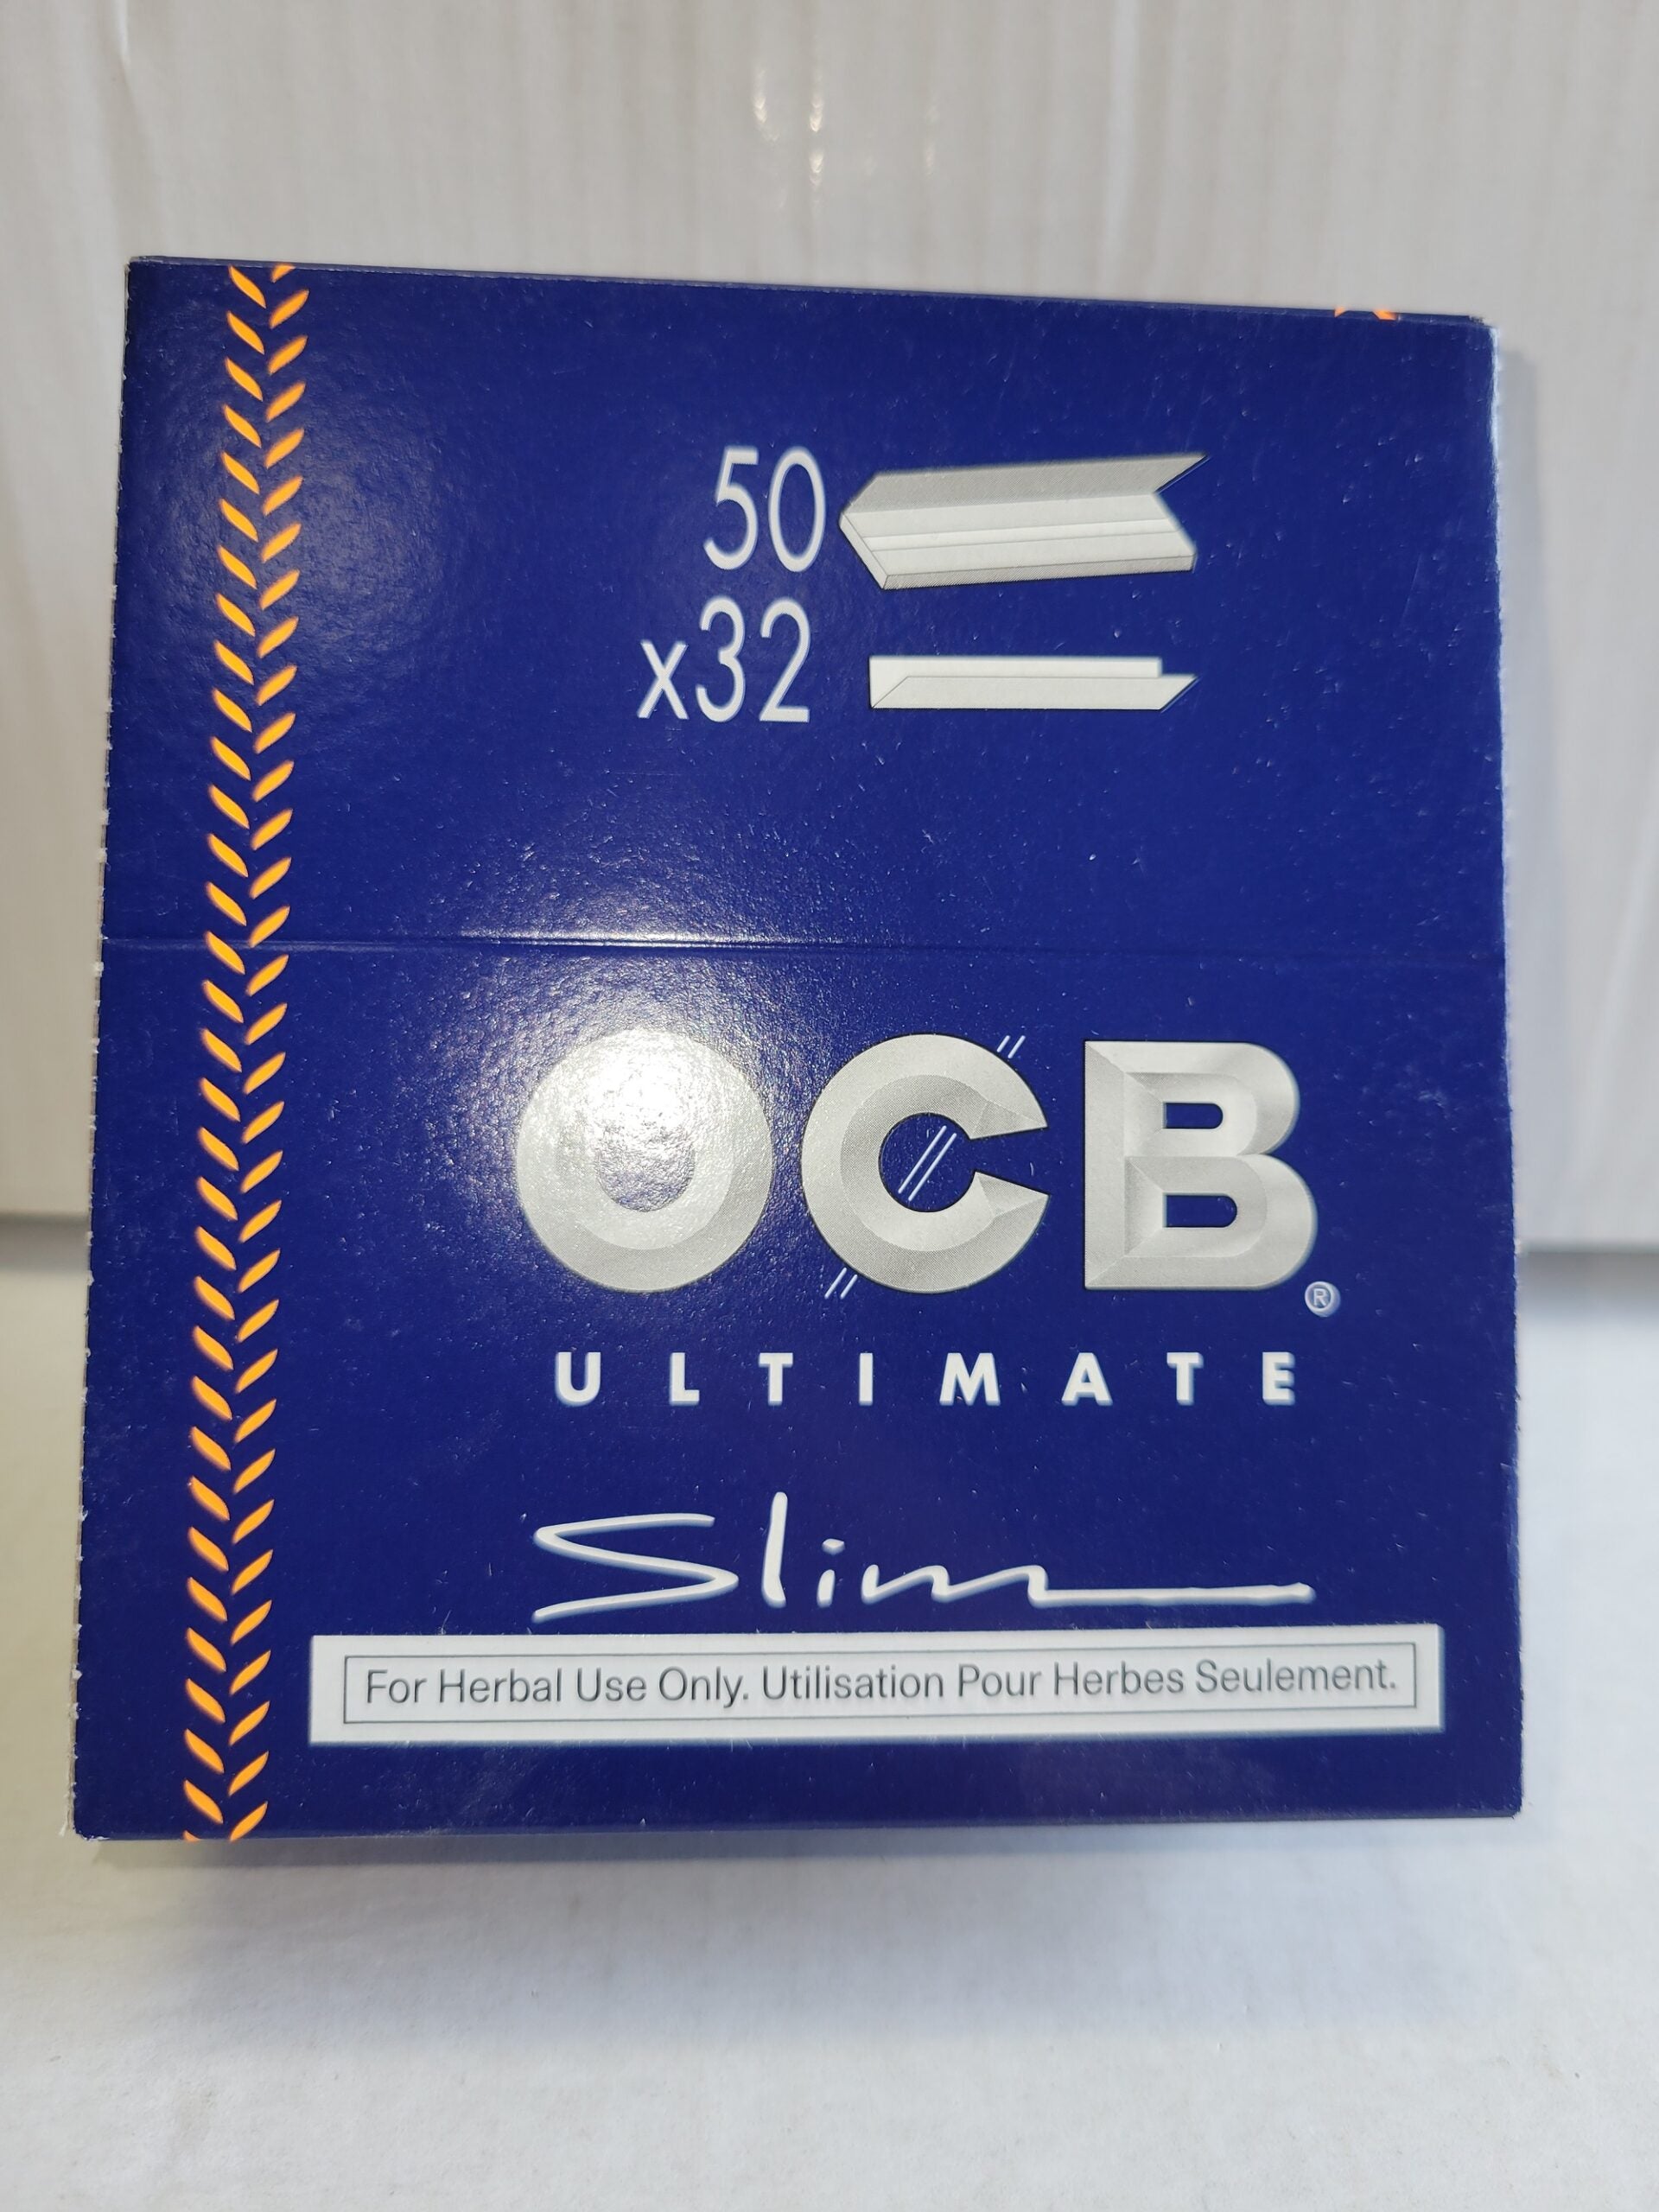 50
x32
OCB®
ULTIMATE
Slim
For Herbal Use Only. Utilisation Pour Herbes Seulement.